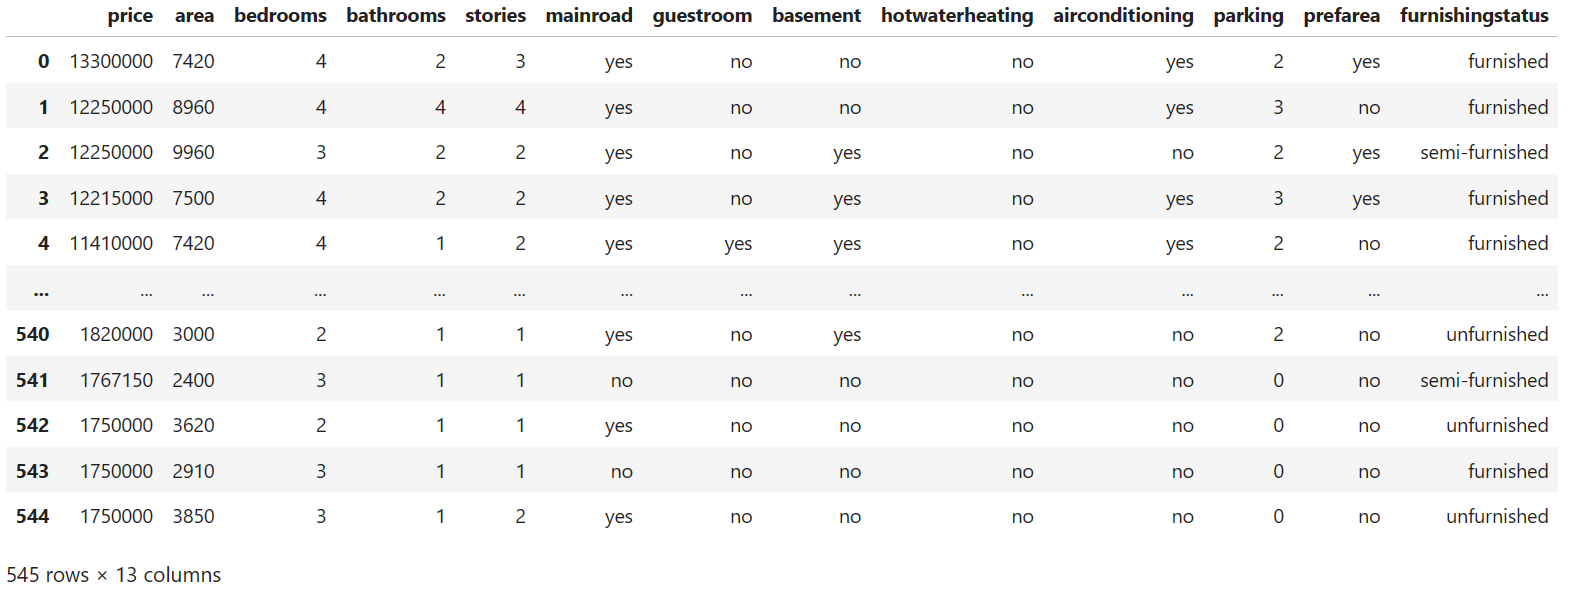 price area bedrooms bathrooms stories mainroad guestroom basement hotwaterheating airconditioning parking prefarea furnishingstatus
0 13300000 7420 4 2 3 yes no no no yes 2 yes furnished
1 12250000 8960 4 4 4 yes no no no yes 3 no furnished
2 12250000 9960 3 2 2 yes no yes no no 2 yes semi-furnished
3 12215000 7500 4 2 2 yes no yes no yes 3 yes furnished
4 11410000 7420 4 1 2 yes yes yes no yes 2 no furnished
... ... ... ... ... ... ... ... ... ... ... ... ... ...
540 1820000 3000 2 1 1 yes no yes no no 2 no unfurnished
541 1767150 2400 3 1 1 no no no no no 0 no semi-furnished
542 1750000 3620 2 1 1 yes no no no no 0 no unfurnished
543 1750000 2910 3 1 1 no no no no no 0 no furnished
544 1750000 3850 3 1 2 yes no no no no 0 no unfurnished
545 rows × 13 columns